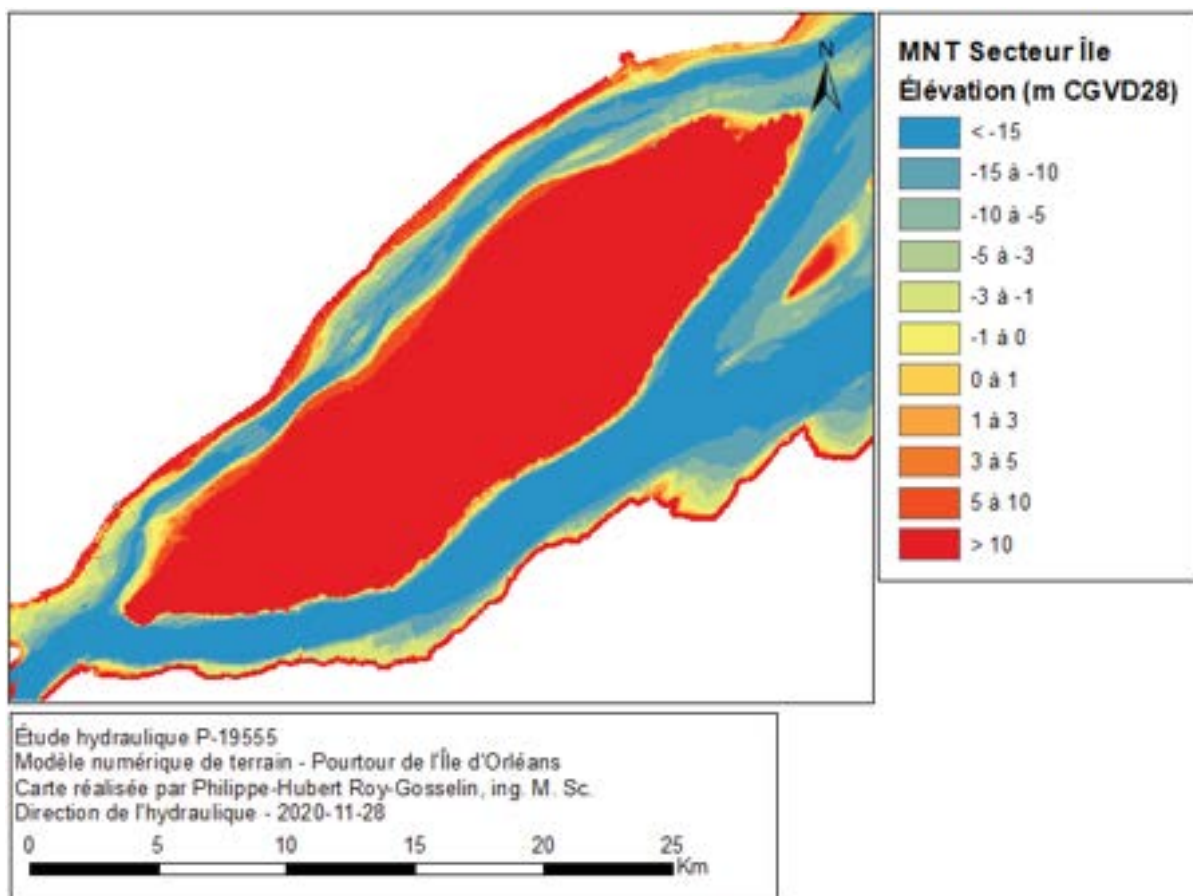 N
MNT Secteur Île
Élévation (m CGVD28)
< -15
-15 à -10
-10 à -5
-5 à -3
-3 à -1
-1 à 0
0 à 1
1 à 3
3 à 5
5 à 10
> 10
Étude hydraulique P-19555
Modèle numérique de terrain - Pourtour de l'Île d'Orléans
Carte réalisée par Philippe-Hubert Roy-Gosselin, ing. M. Sc.
Direction de l'hydraulique - 2020-11-28
0 5 10 15 20 25
Km